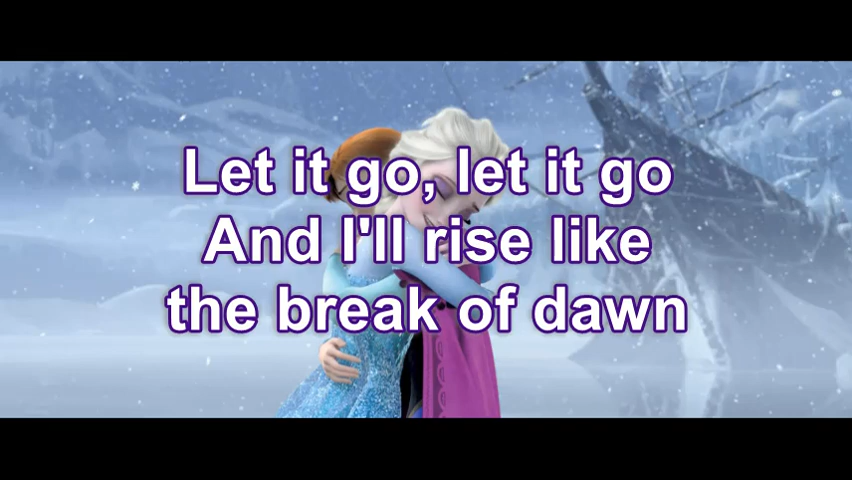 Let it go, let it go
And I'll rise like
the break of dawn